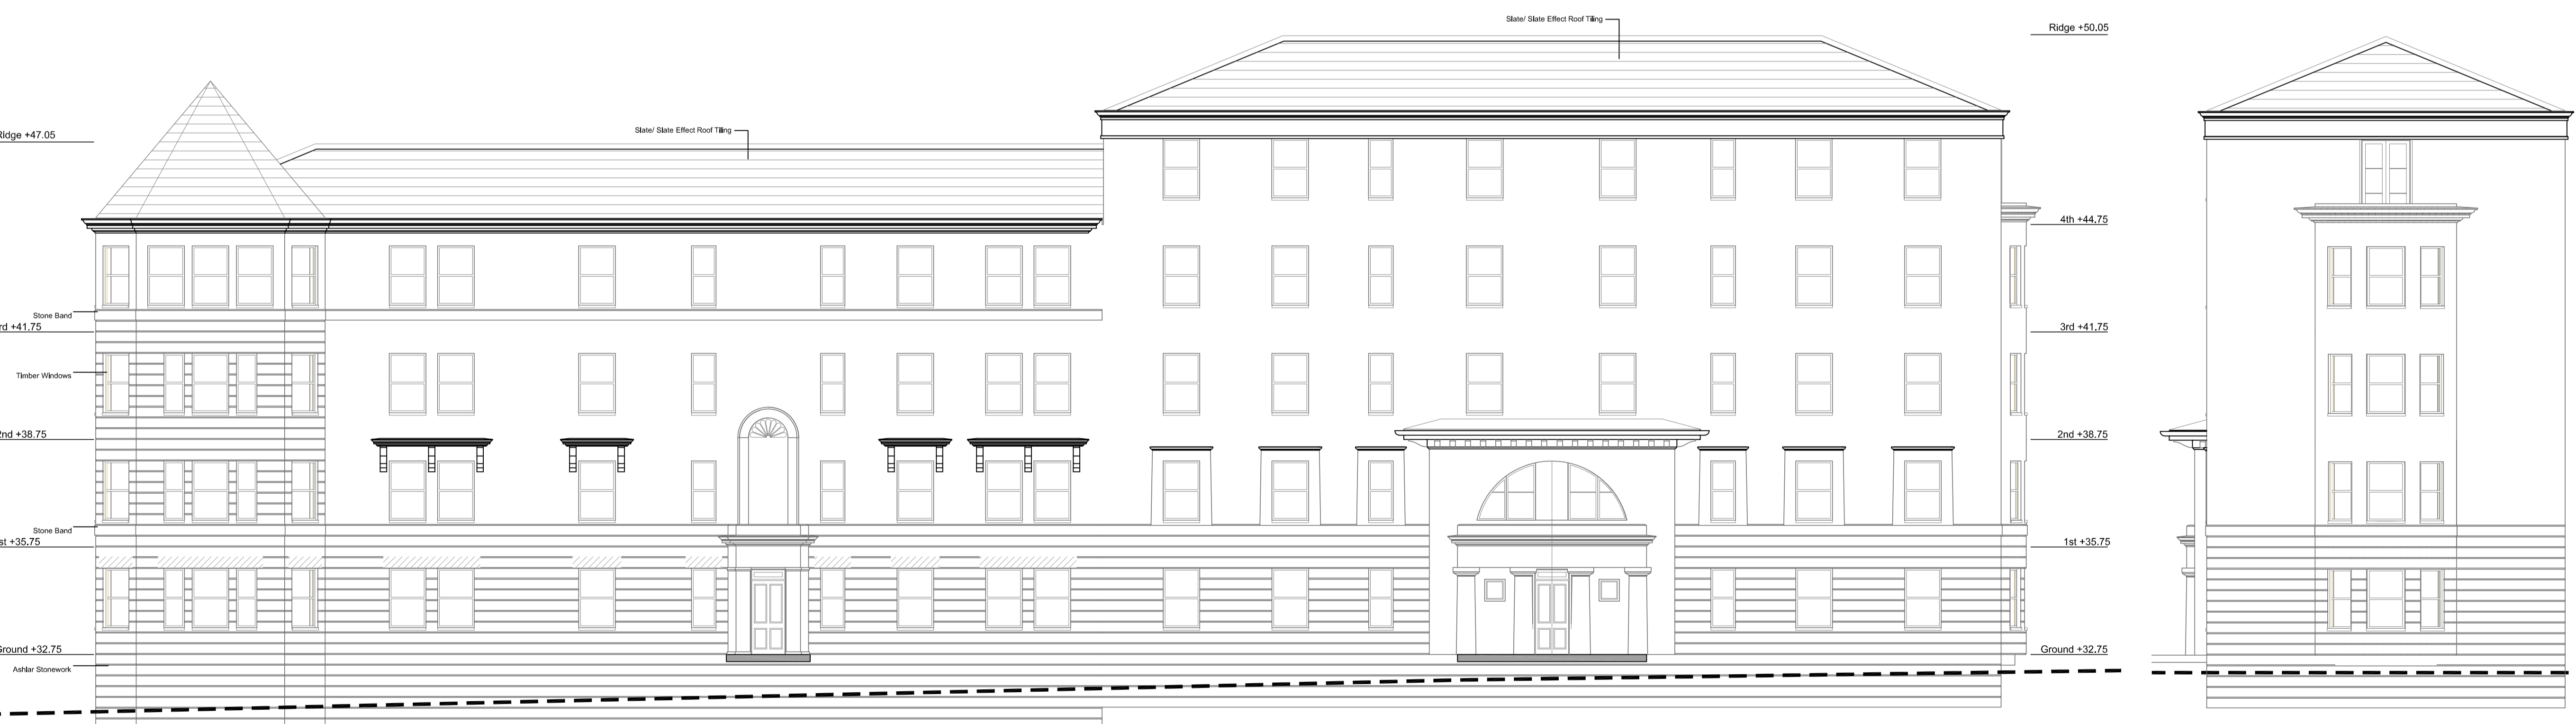 Slate/ Slate Effect Roof Tiling
Ridge +50.05
Slate/ Slate Effect Roof Tiling
Ridge +47.05
4th +44.75
Stone Band
rd +41.75
3rd +41.75
Timber Windows
2nd +38.75
2nd +38.75
Stone Band
st +35.75
1st +35.75
Ground +32.75
Ground +32.75
Ashlar Stonework